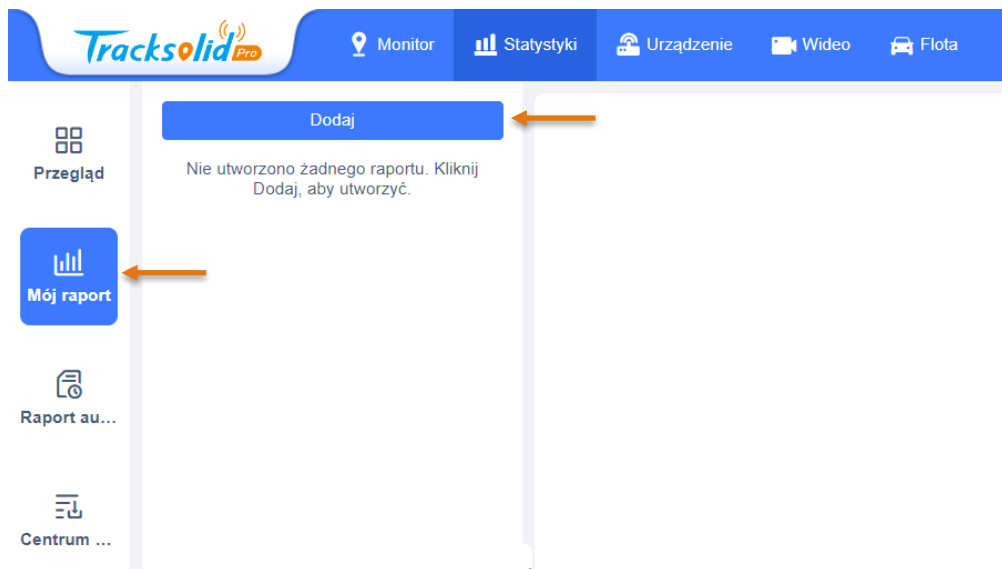 Tracksolid Pro
Monitor
Statystyki
Urządzenie
Wideo
Flota
Przegląd
Mój raport
Raport au...
Centrum ...
Dodaj
Nie utworzono żadnego raportu. Kliknij
Dodaj, aby utworzyć.